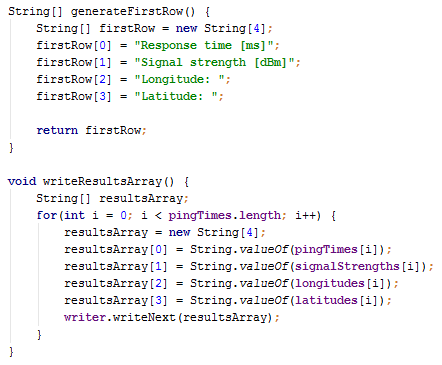 String[] generateFirstRow() {
    String[] firstRow = new String[4];
    firstRow[0] = "Response time [ms]";
    firstRow[1] = "Signal strength [dBm]";
    firstRow[2] = "Longitude: ";
    firstRow[3] = "Latitude: ";

    return firstRow;
}

void writeResultsArray() {
    String[] resultsArray;
    for(int i = 0; i < pingTimes.length; i++) {
        resultsArray = new String[4];
        resultsArray[0] = String.valueOf(pingTimes[i]);
        resultsArray[1] = String.valueOf(signalStrengths[i]);
        resultsArray[2] = String.valueOf(longitudes[i]);
        resultsArray[3] = String.valueOf(latitudes[i]);
        writer.writeNext(resultsArray);
    }
}